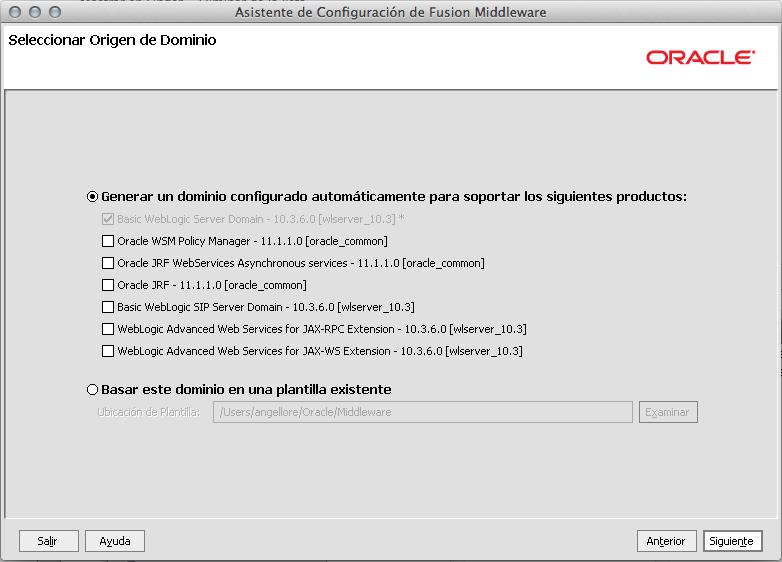 Asistente de Configuración de Fusion Middleware
Seleccionar Origen de Dominio
ORACLE
Generar un dominio configurado automáticamente para soportar los siguientes productos:
Basic WebLogic Server Domain - 10.3.6.0 [wlserver_10.3] *
Oracle WSM Policy Manager - 11.1.1.0 [oracle_common]
Oracle JRF WebServices Asynchronous services - 11.1.1.0 [oracle_common]
Oracle JRF - 11.1.1.0 [oracle_common]
Basic WebLogic SIP Server Domain - 10.3.6.0 [wlserver_10.3]
WebLogic Advanced Web Services for JAX-RPC Extension - 10.3.6.0 [wlserver_10.3]
WebLogic Advanced Web Services for JAX-WS Extension - 10.3.6.0 [wlserver_10.3]
Basar este dominio en una plantilla existente
Ubicación de Plantilla: /Users/angellore/Oracle/Middleware Examinar
Salir Ayuda Anterior Siguiente